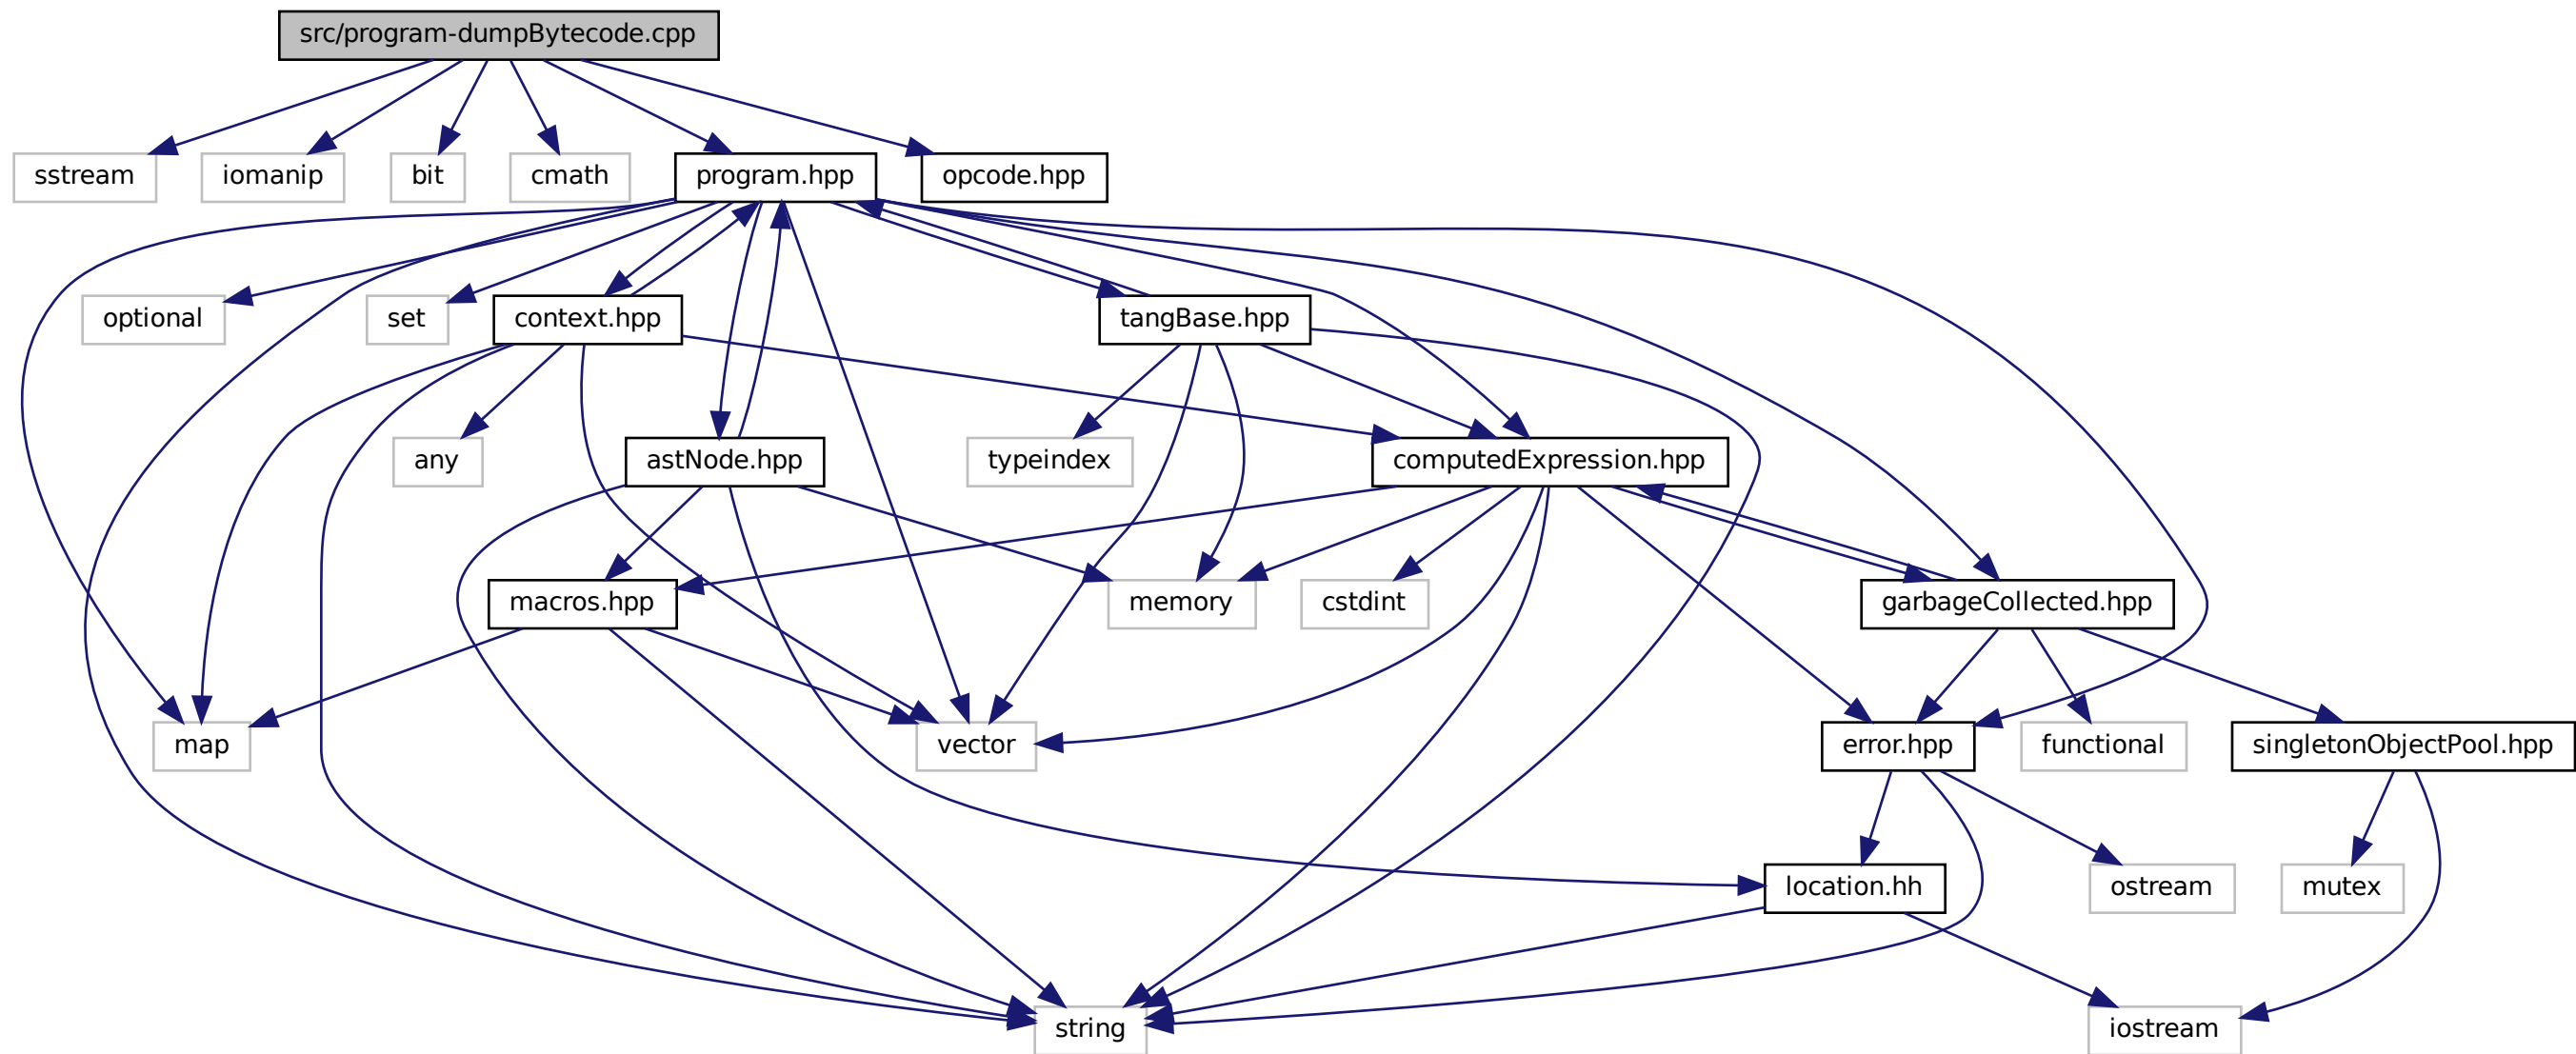 src/program-dumpBytecode.cpp
sstream
iomanip
bit
cmath
program.hpp
opcode.hpp
optional
set
context.hpp
tangBase.hpp
any
astNode.hpp
typeindex
computedExpression.hpp
macros.hpp
memory
cstdint
garbageCollected.hpp
map
vector
error.hpp
functional
singletonObjectPool.hpp
location.hh
ostream
mutex
string
iostream